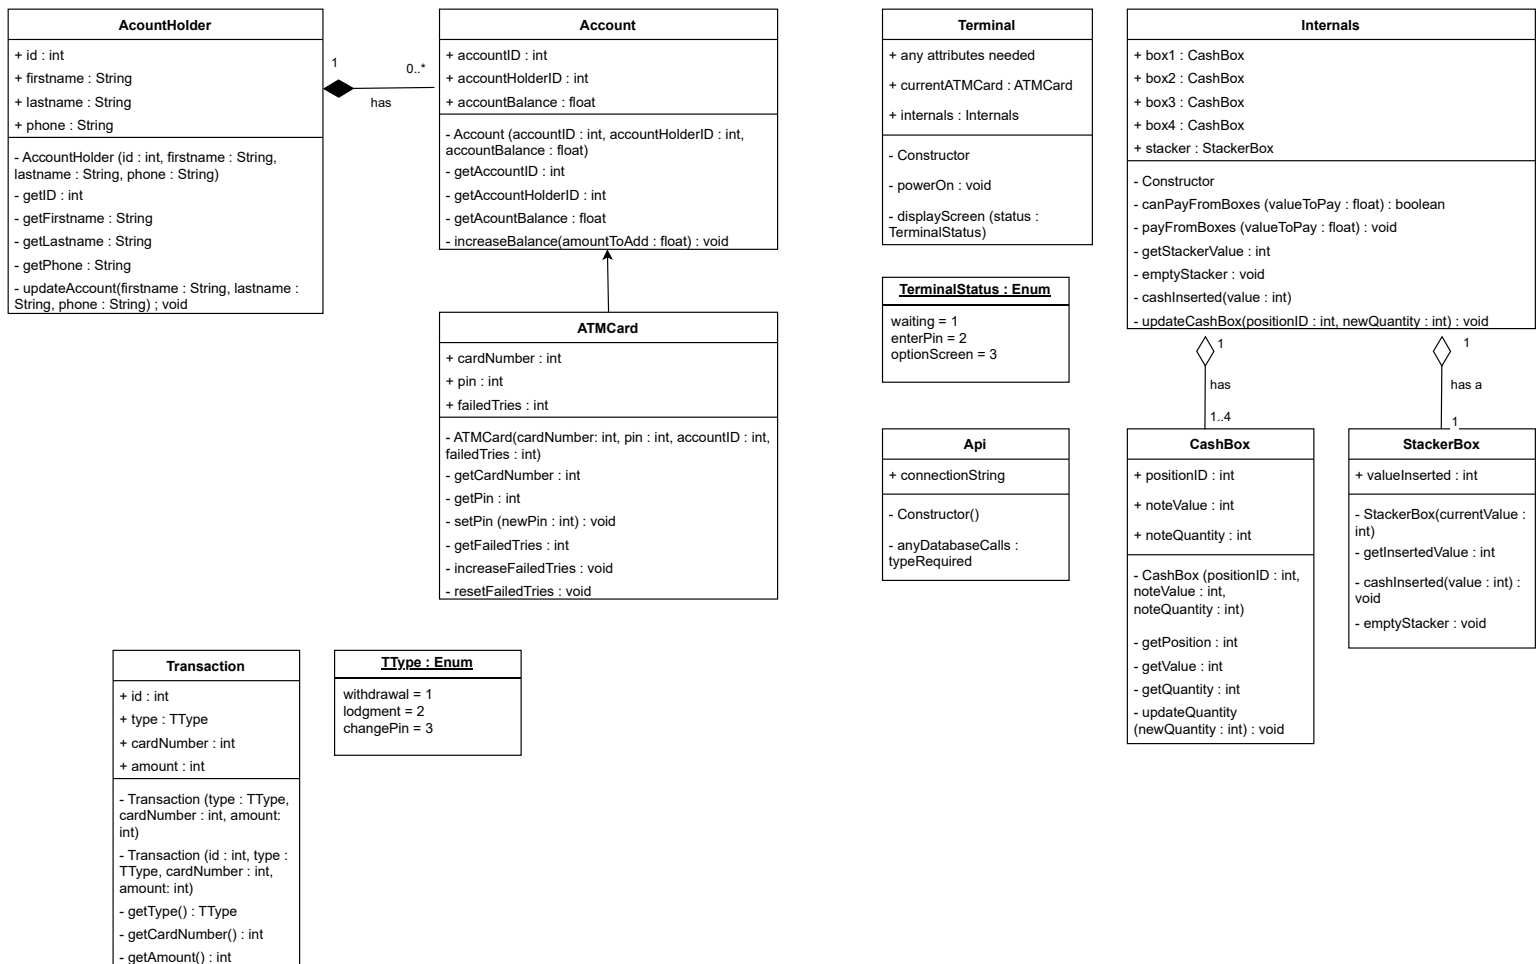 AcountHolder
+ id : int
+ firstname : String
+ lastname : String
+ phone : String
- AccountHolder (id : int, firstname : String,
lastname : String, phone : String)
- getID : int
- getFirstname : String
- getLastname : String
- getPhone : String
- updateAccount(firstname : String, lastname :
String, phone : String) ; void
1
0..*
has
Account
+ accountID : int
+ accountHolderID : int
+ accountBalance : float
- Account (accountID : int, accountHolderID : int,
accountBalance : float)
- getAccountID : int
- getAccountHolderID : int
- getAcountBalance : float
- increaseBalance(amountToAdd : float) : void
ATMCard
+ cardNumber : int
+ pin : int
+ failedTries : int
- ATMCard(cardNumber: int, pin : int, accountID : int,
failedTries : int)
- getCardNumber : int
- getPin : int
- setPin (newPin : int) : void
- getFailedTries : int
- increaseFailedTries : void
- resetFailedTries : void
Transaction
+ id : int
+ type : TType
+ cardNumber : int
+ amount : int
- Transaction (type : TType,
cardNumber : int, amount:
int)
- Transaction (id : int, type :
TType, cardNumber : int,
amount: int)
- getType() : TType
- getCardNumber() : int
- getAmount() : int
TType : Enum
withdrawal = 1
lodgment = 2
changePin = 3
Terminal
+ any attributes needed
+ currentATMCard : ATMCard
+ internals : Internals
- Constructor
- powerOn : void
- displayScreen (status :
TerminalStatus)
TerminalStatus : Enum
waiting = 1
enterPin = 2
optionScreen = 3
Api
+ connectionString
- Constructor()
- anyDatabaseCalls :
typeRequired
Internals
+ box1 : CashBox
+ box2 : CashBox
+ box3 : CashBox
+ box4 : CashBox
+ stacker : StackerBox
- Constructor
- canPayFromBoxes (valueToPay : float) : boolean
- payFromBoxes (valueToPay : float) : void
- getStackerValue : int
- emptyStacker : void
- cashInserted(value : int)
- updateCashBox(positionID : int, newQuantity : int) : void
1
has
1..4
1
has a
1
CashBox
+ positionID : int
+ noteValue : int
+ noteQuantity : int
- CashBox (positionID : int,
noteValue : int,
noteQuantity : int)
- getPosition : int
- getValue : int
- getQuantity : int
- updateQuantity
(newQuantity : int) : void
StackerBox
+ valueInserted : int
- StackerBox(currentValue :
int)
- getInsertedValue : int
- cashInserted(value : int) :
void
- emptyStacker : void